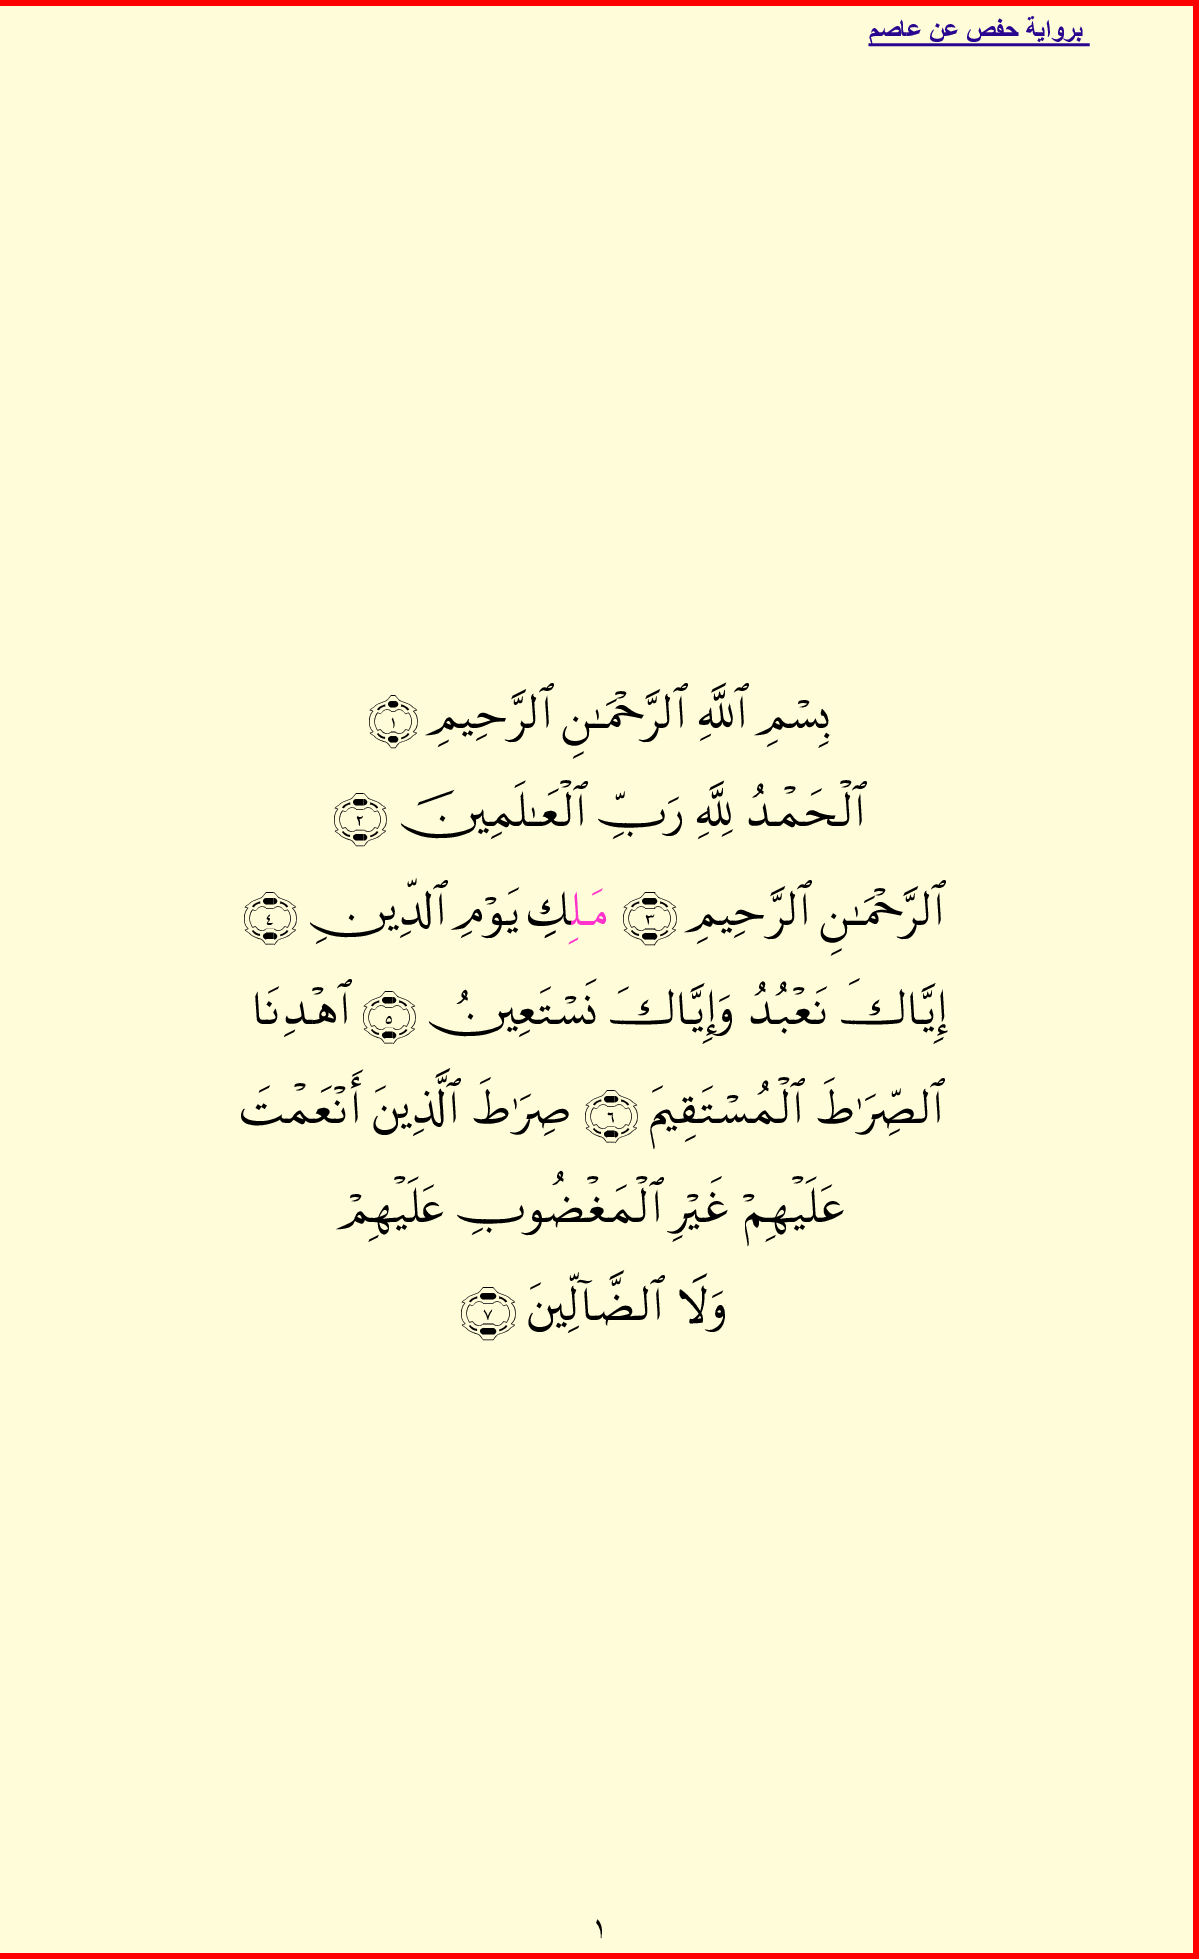 برواية حفص عن عاصم
بِسۡمِ ٱللَّهِ ٱلرَّحۡمَـٰنِ ٱلرَّحِيمِ ١
ٱلۡحَمۡدُ لِلَّهِ رَبِّ ٱلۡعَـٰلَمِينَ ٢
ٱلرَّحۡمَـٰنِ ٱلرَّحِيمِ ٣ مَـلِكِ يَوۡمِ ٱلدِّينِ ٤
إِيَّاكَ نَعۡبُدُ وَإِيَّاكَ نَسۡتَعِينُ ٥ ٱهۡدِنَا
ٱلصِّرَٰطَ ٱلۡمُسۡتَقِيمَ ٦ صِرَٰطَ ٱلَّذِينَ أَنۡعَمۡتَ
عَلَيۡهِمۡ غَيۡرِ ٱلۡمَغۡضُوبِ عَلَيۡهِمۡ
وَلَا ٱلضَّآلِّينَ ٧
١